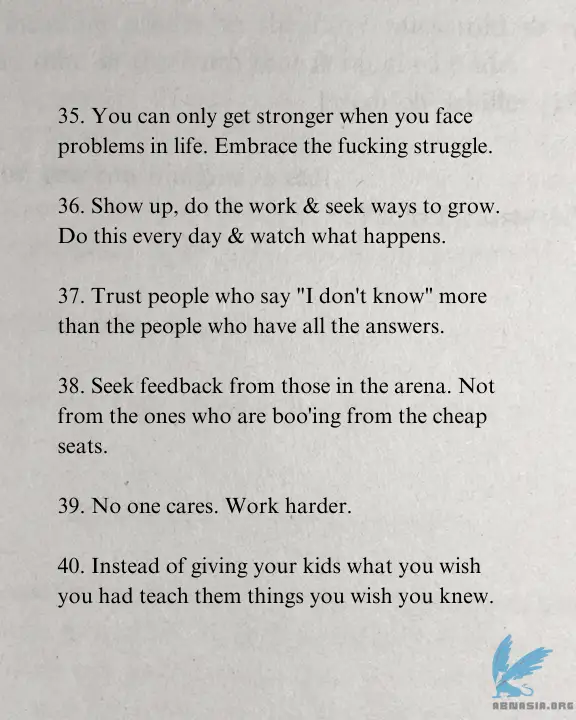 35. You can only get stronger when you face
problems in life. Embrace the fucking struggle.
36. Show up, do the work & seek ways to grow.
Do this every day & watch what happens.
37. Trust people who say "I don't know" more
than the people who have all the answers.
38. Seek feedback from those in the arena. Not
from the ones who are boo'ing from the cheap
seats.
39. No one cares. Work harder.
40. Instead of giving your kids what you wish
you had teach them things you wish you knew.
ABNASIA.ORG